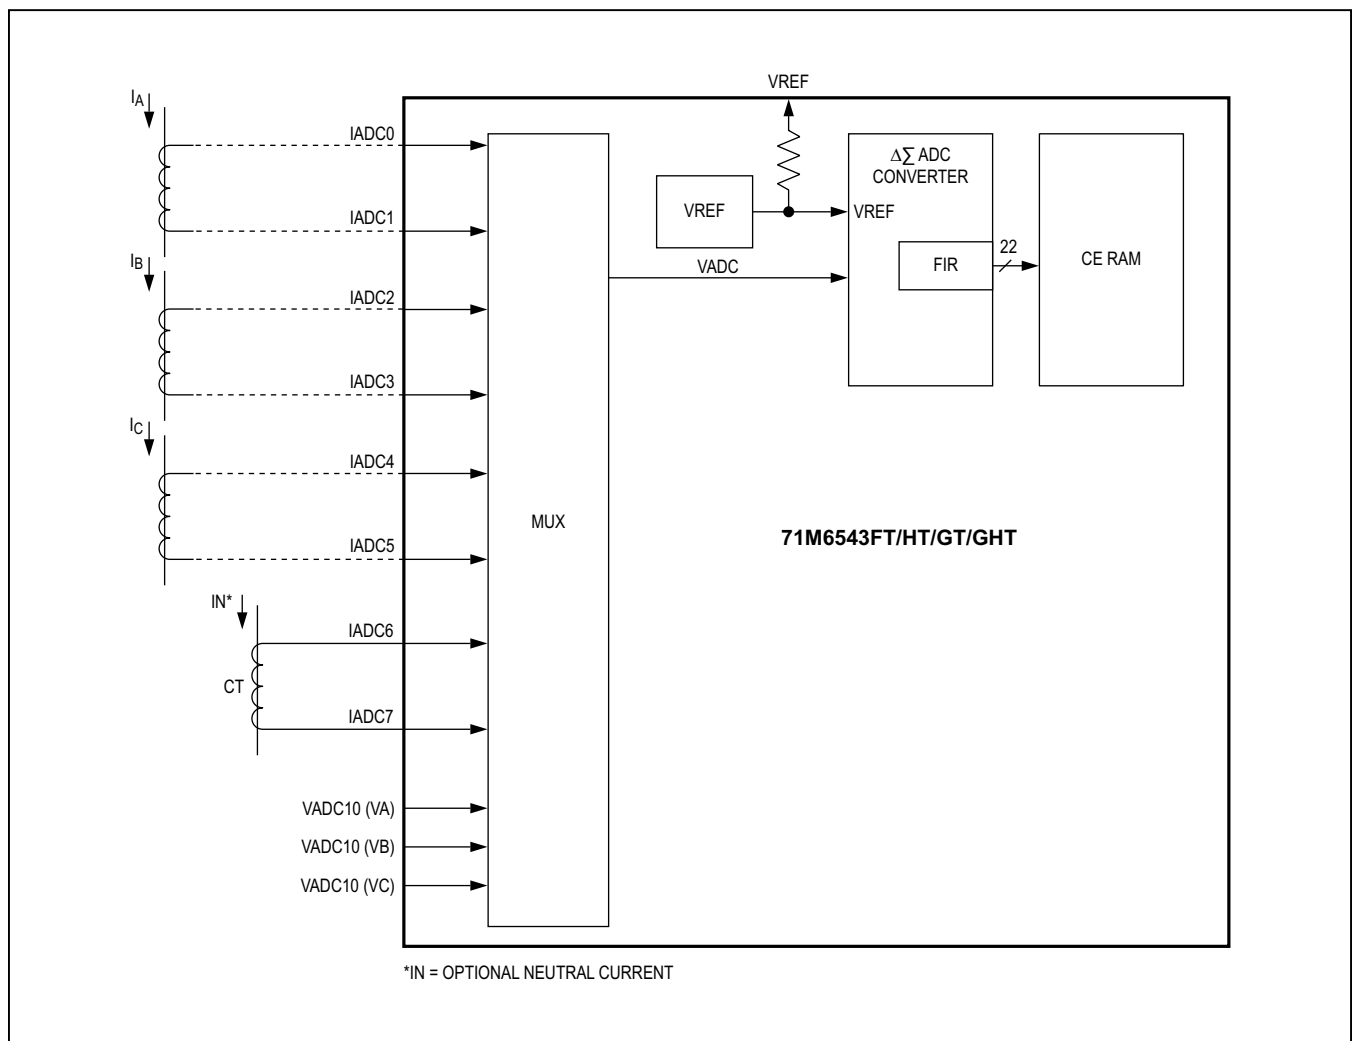 VREF
IA
IADC0
IADC1
IB
IADC2
IADC3
IC
IADC4
IADC5
IN*
IADC6
CT
IADC7
VADC10 (VA)
VADC10 (VB)
VADC10 (VC)
MUX
VREF
VADC
ΔΣ ADC
CONVERTER
VREF
FIR
22
CE RAM
71M6543FT/HT/GT/GHT
*IN = OPTIONAL NEUTRAL CURRENT